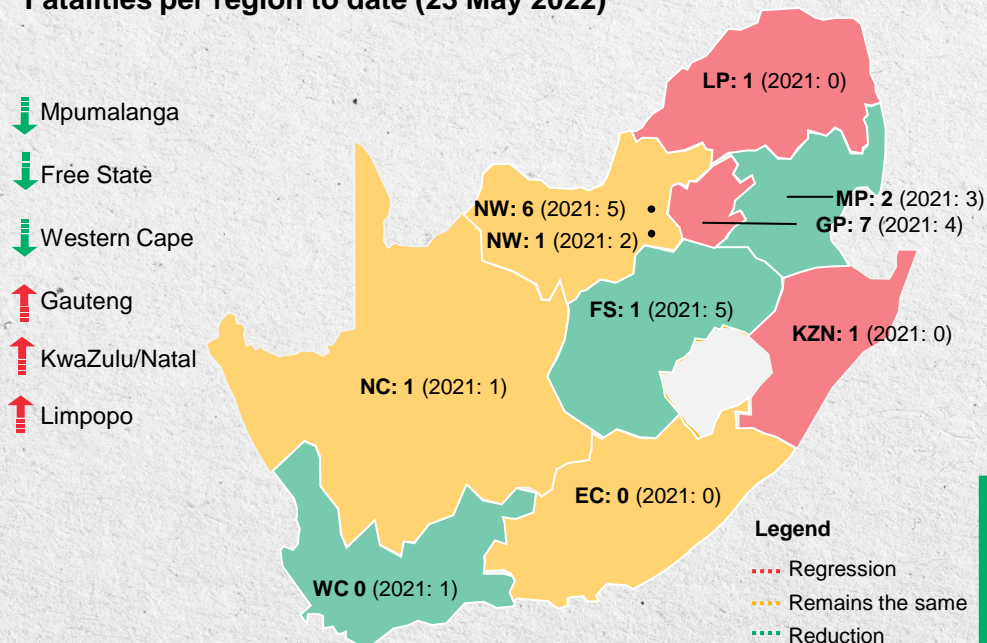 Fatalities per region to date (23 May 2022)
Mpumalanga
Free State
Western Cape
Gauteng
KwaZulu/Natal
Limpopo
LP: 1 (2021: 0)
MP: 2 (2021: 3)
NW: 6 (2021: 5)
GP: 7 (2021: 4)
NW: 1 (2021: 2)
FS: 1 (2021: 5)
KZN: 1 (2021: 0)
NC: 1 (2021: 1)
EC: 0 (2021: 0)
WC 0 (2021: 1)
Legend
Regression
Remains the same
Reduction